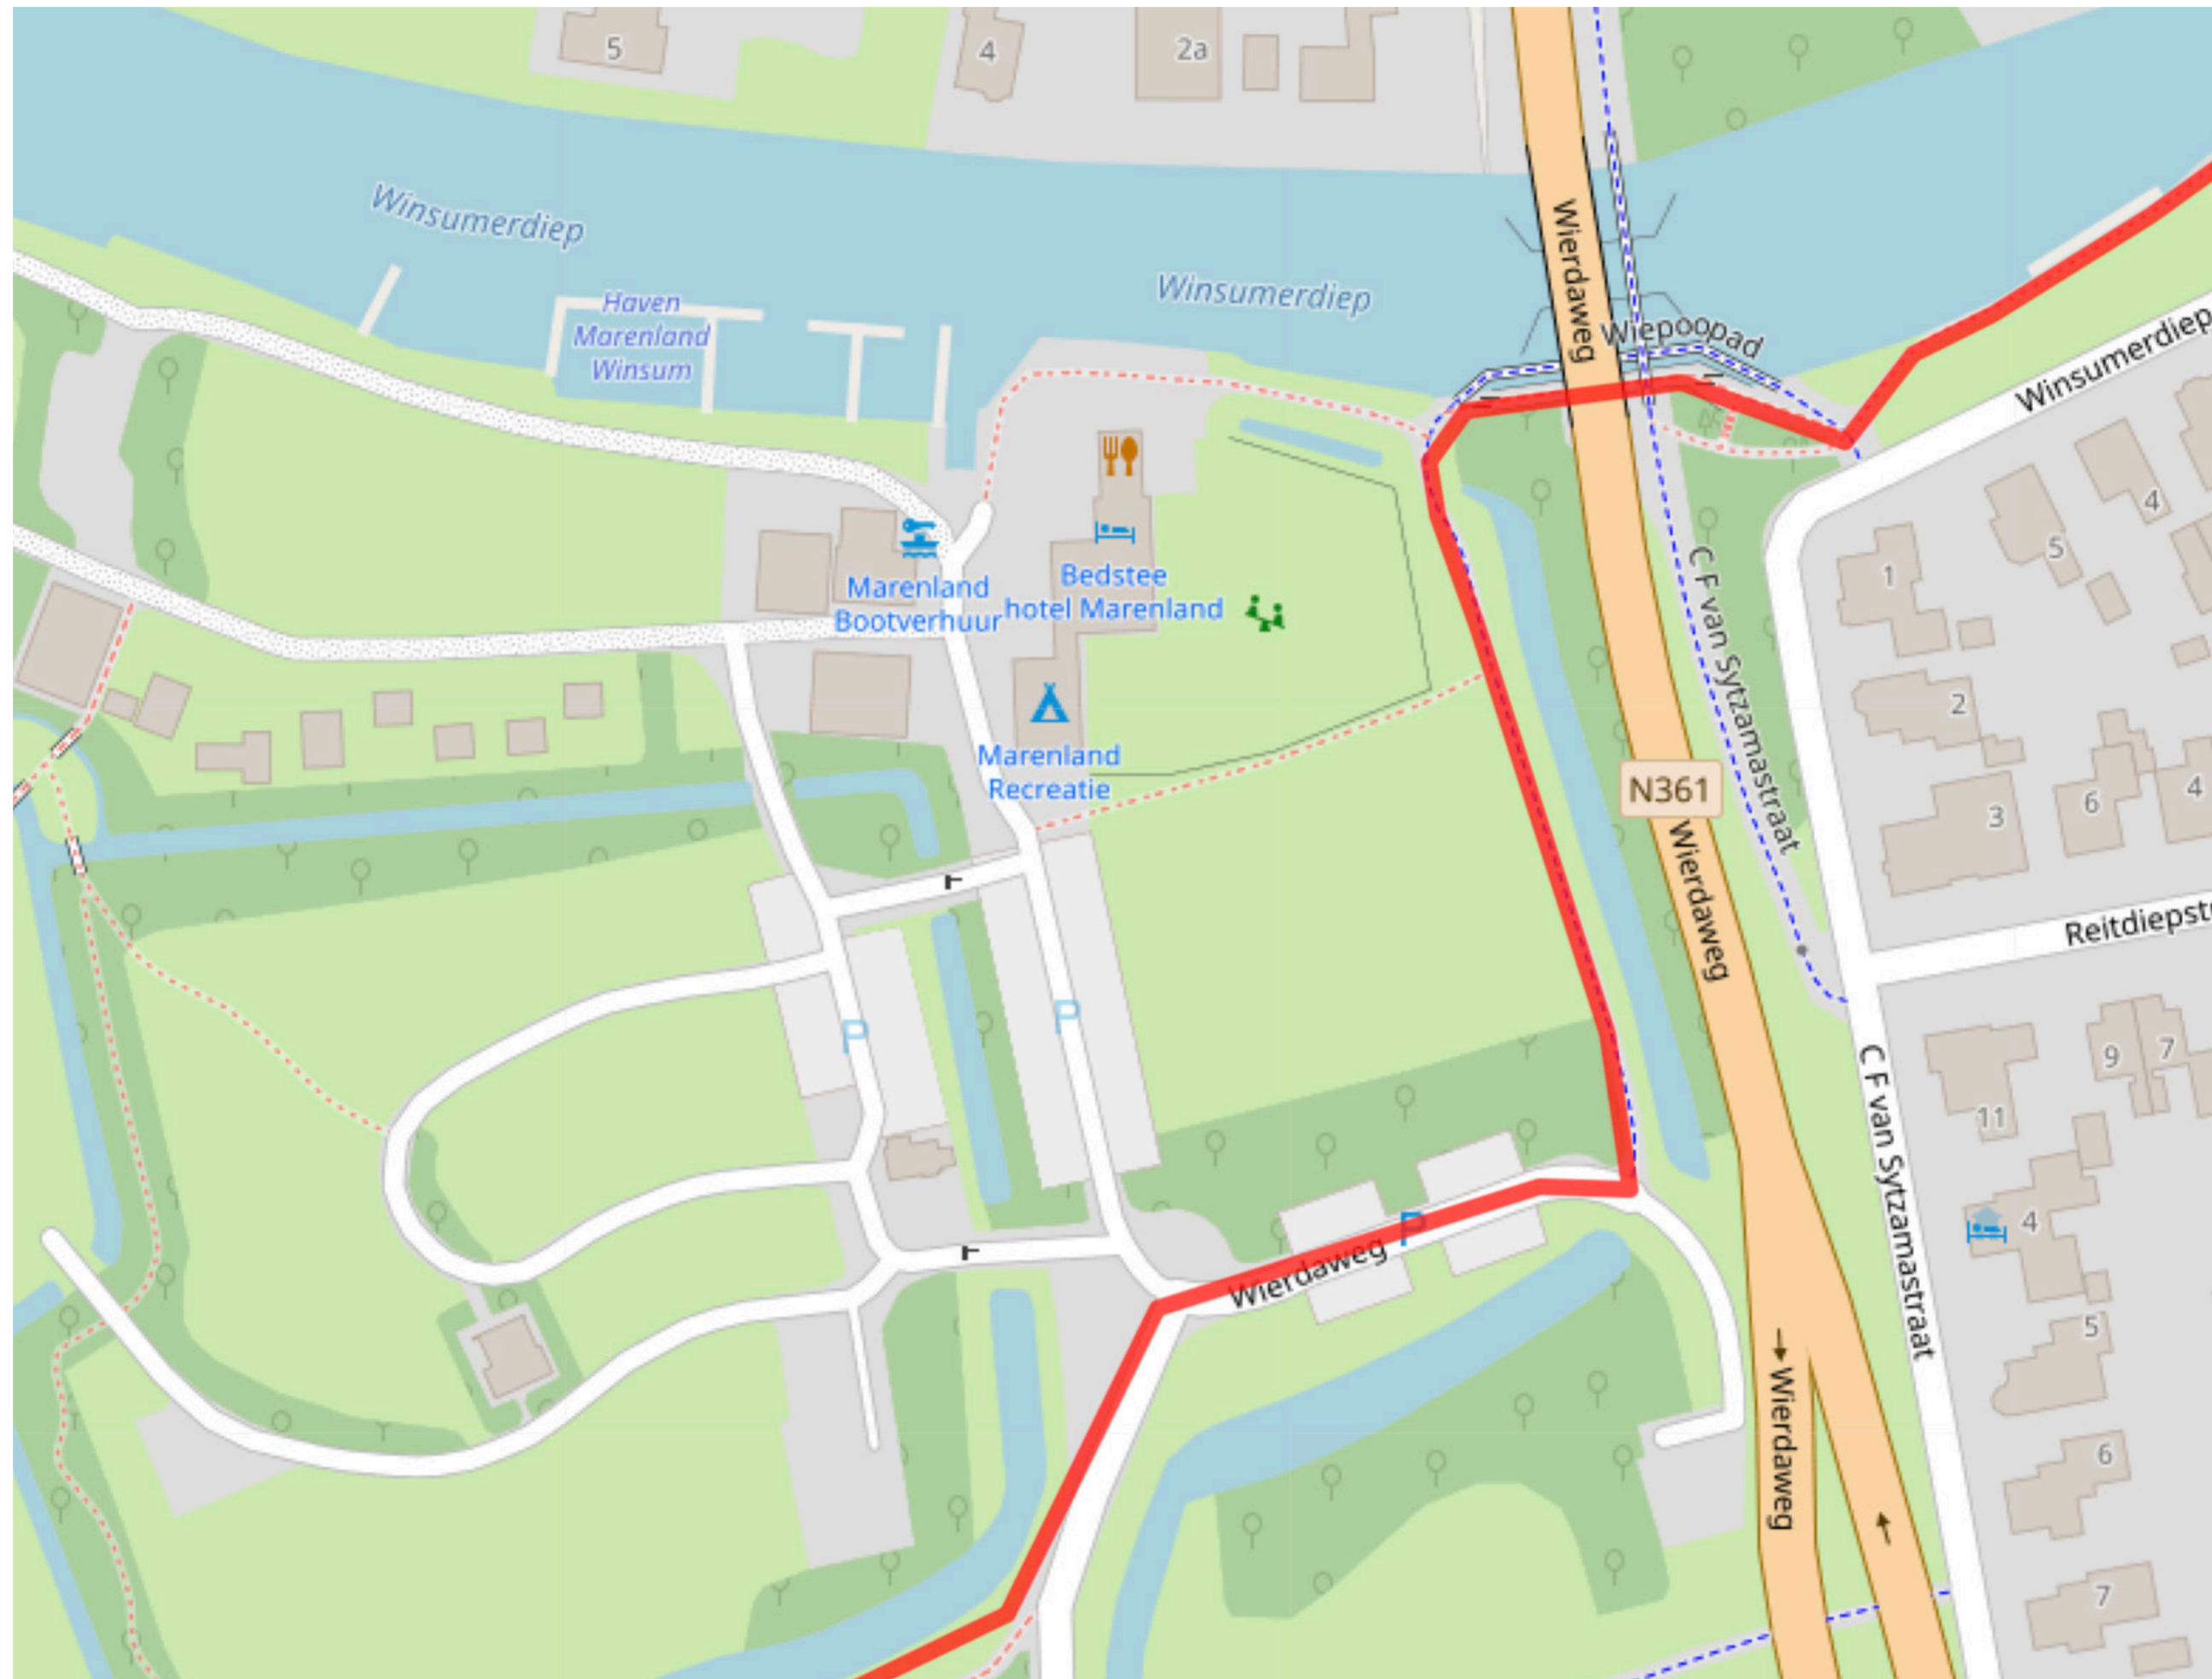 5
4
2a
Winsumerdiep
Wierdaweg
Haven
Marenland
Winsum
Winsumerdiep
Wiepoopad
Winsumerdiep
4
5
1
C F van Sytzamastraat
Marenland
Bootverhuur
Bedstee
hotel Marenland
2
Marenland
Recreatie
N361
3
6
4
Wierdaweg
Reitdiepst
P
P
C F van Sytzamastraat
9
7
11
4
P
Wierdaweg
5
Wierdaweg
6
7